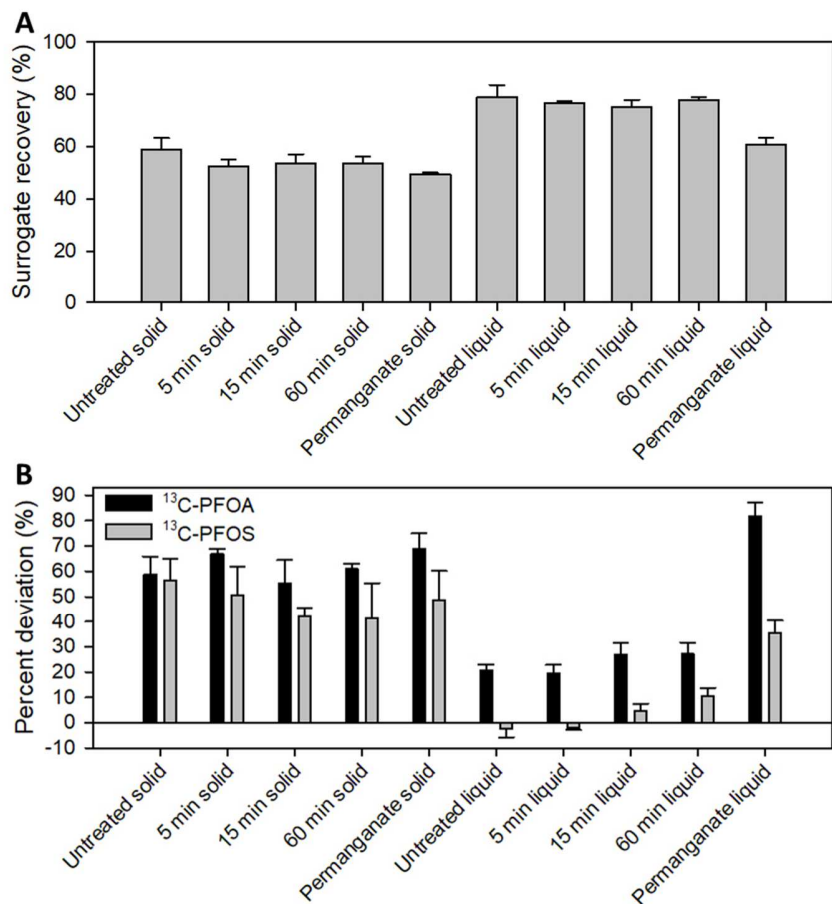 A
Surrogate recovery (%)
100
80
60
40
20
0
Untreated solid
5 min solid
15 min solid
60 min solid
Permanganate solid
Untreated liquid
5 min liquid
15 min liquid
60 min liquid
Permanganate liquid
B
Percent deviation (%)
90
80
70
60
50
40
30
20
10
0
-10
¹³C-PFOA
¹³C-PFOS
Untreated solid
5 min solid
15 min solid
60 min solid
Permanganate solid
Untreated liquid
5 min liquid
15 min liquid
60 min liquid
Permanganate liquid